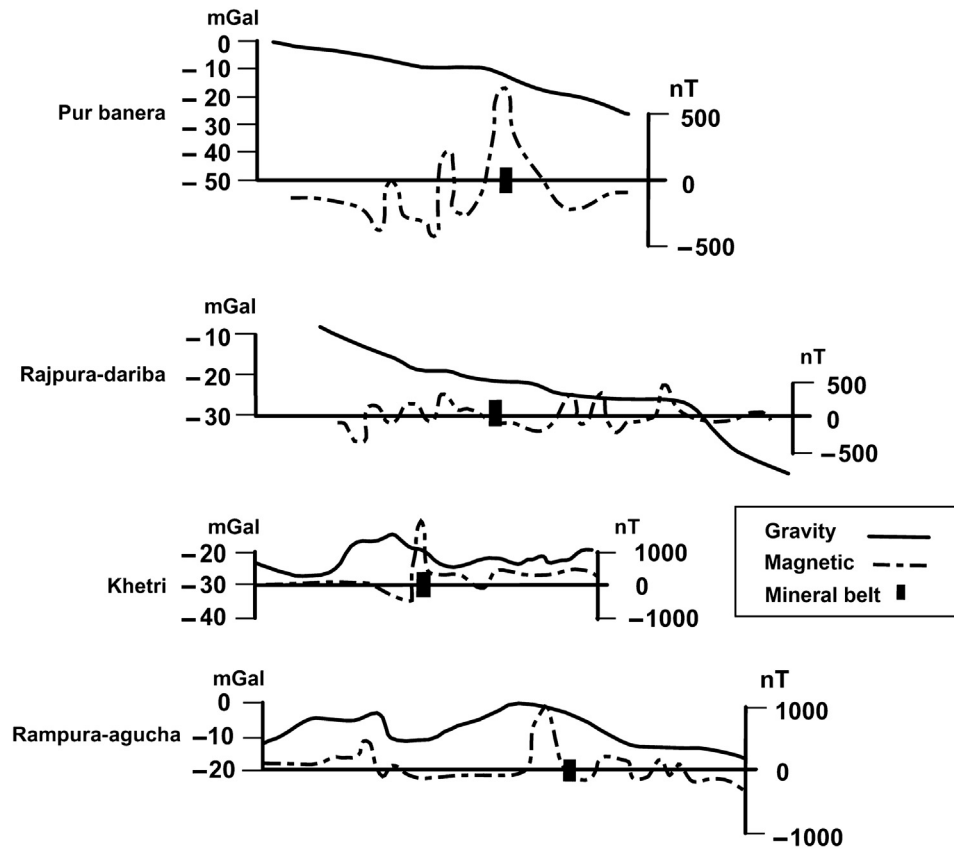 mGal
0
– 10
– 20
– 30
– 40
– 50
Pur banera
nT
500
0
–500
mGal
–10
–20
–30
Rajpura-dariba
nT
500
0
–500
mGal
–20
–30
–40
Khetri
nT
1000
0
–1000
Gravity
Magnetic
Mineral belt
mGal
0
–10
–20
Rampura-agucha
nT
1000
0
–1000